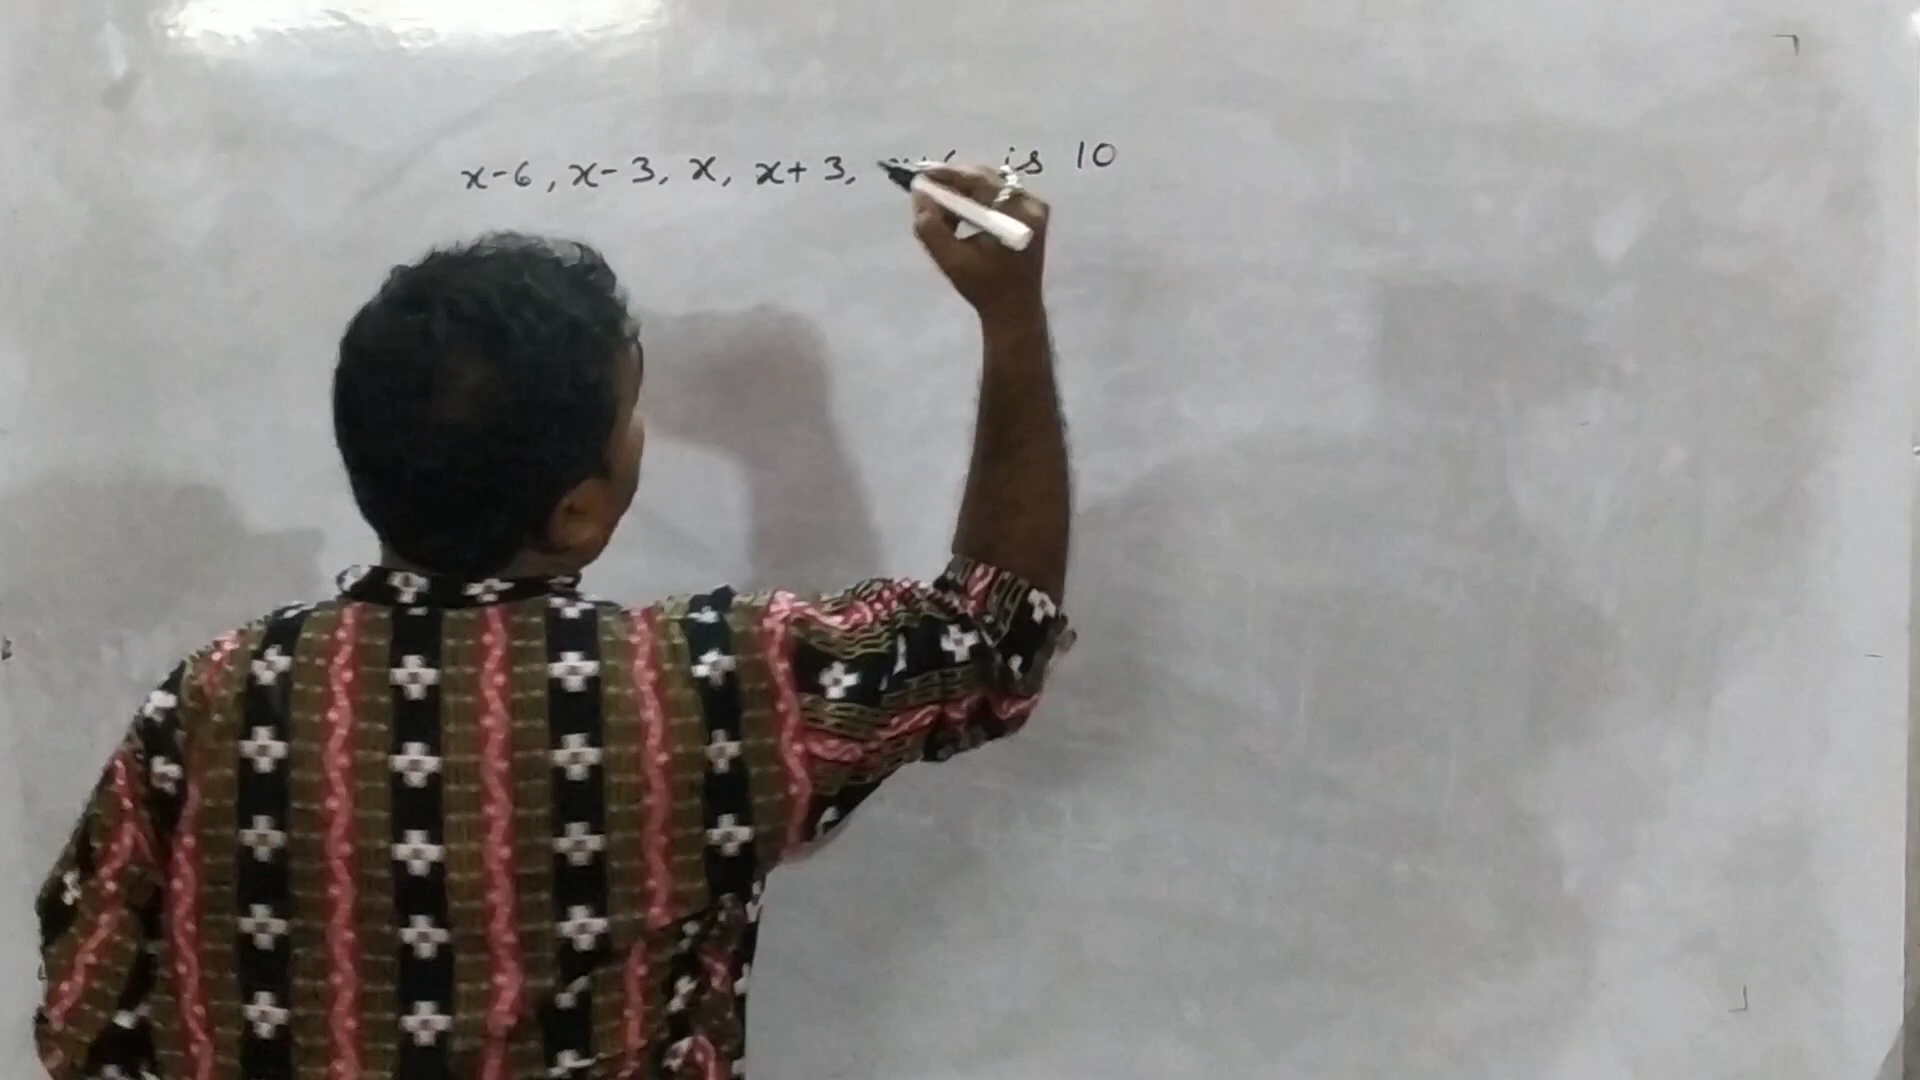 x-6, x-3, x, x+3, is 10